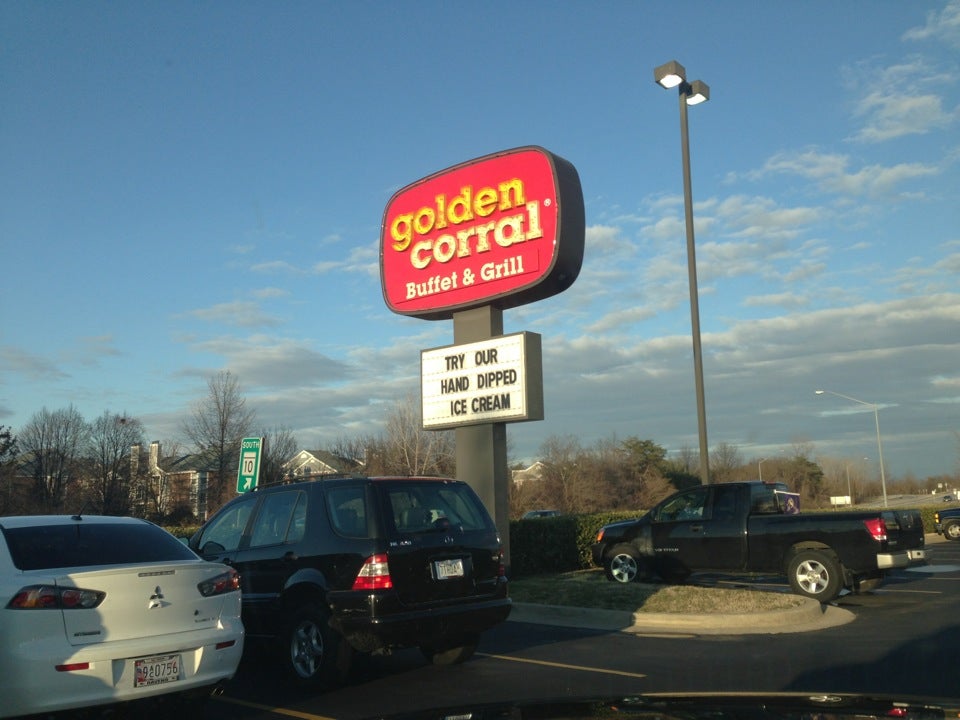 golden
corral®
Buffet & Grill
TRY OUR
HAND DIPPED
ICE CREAM
SOUTH
10